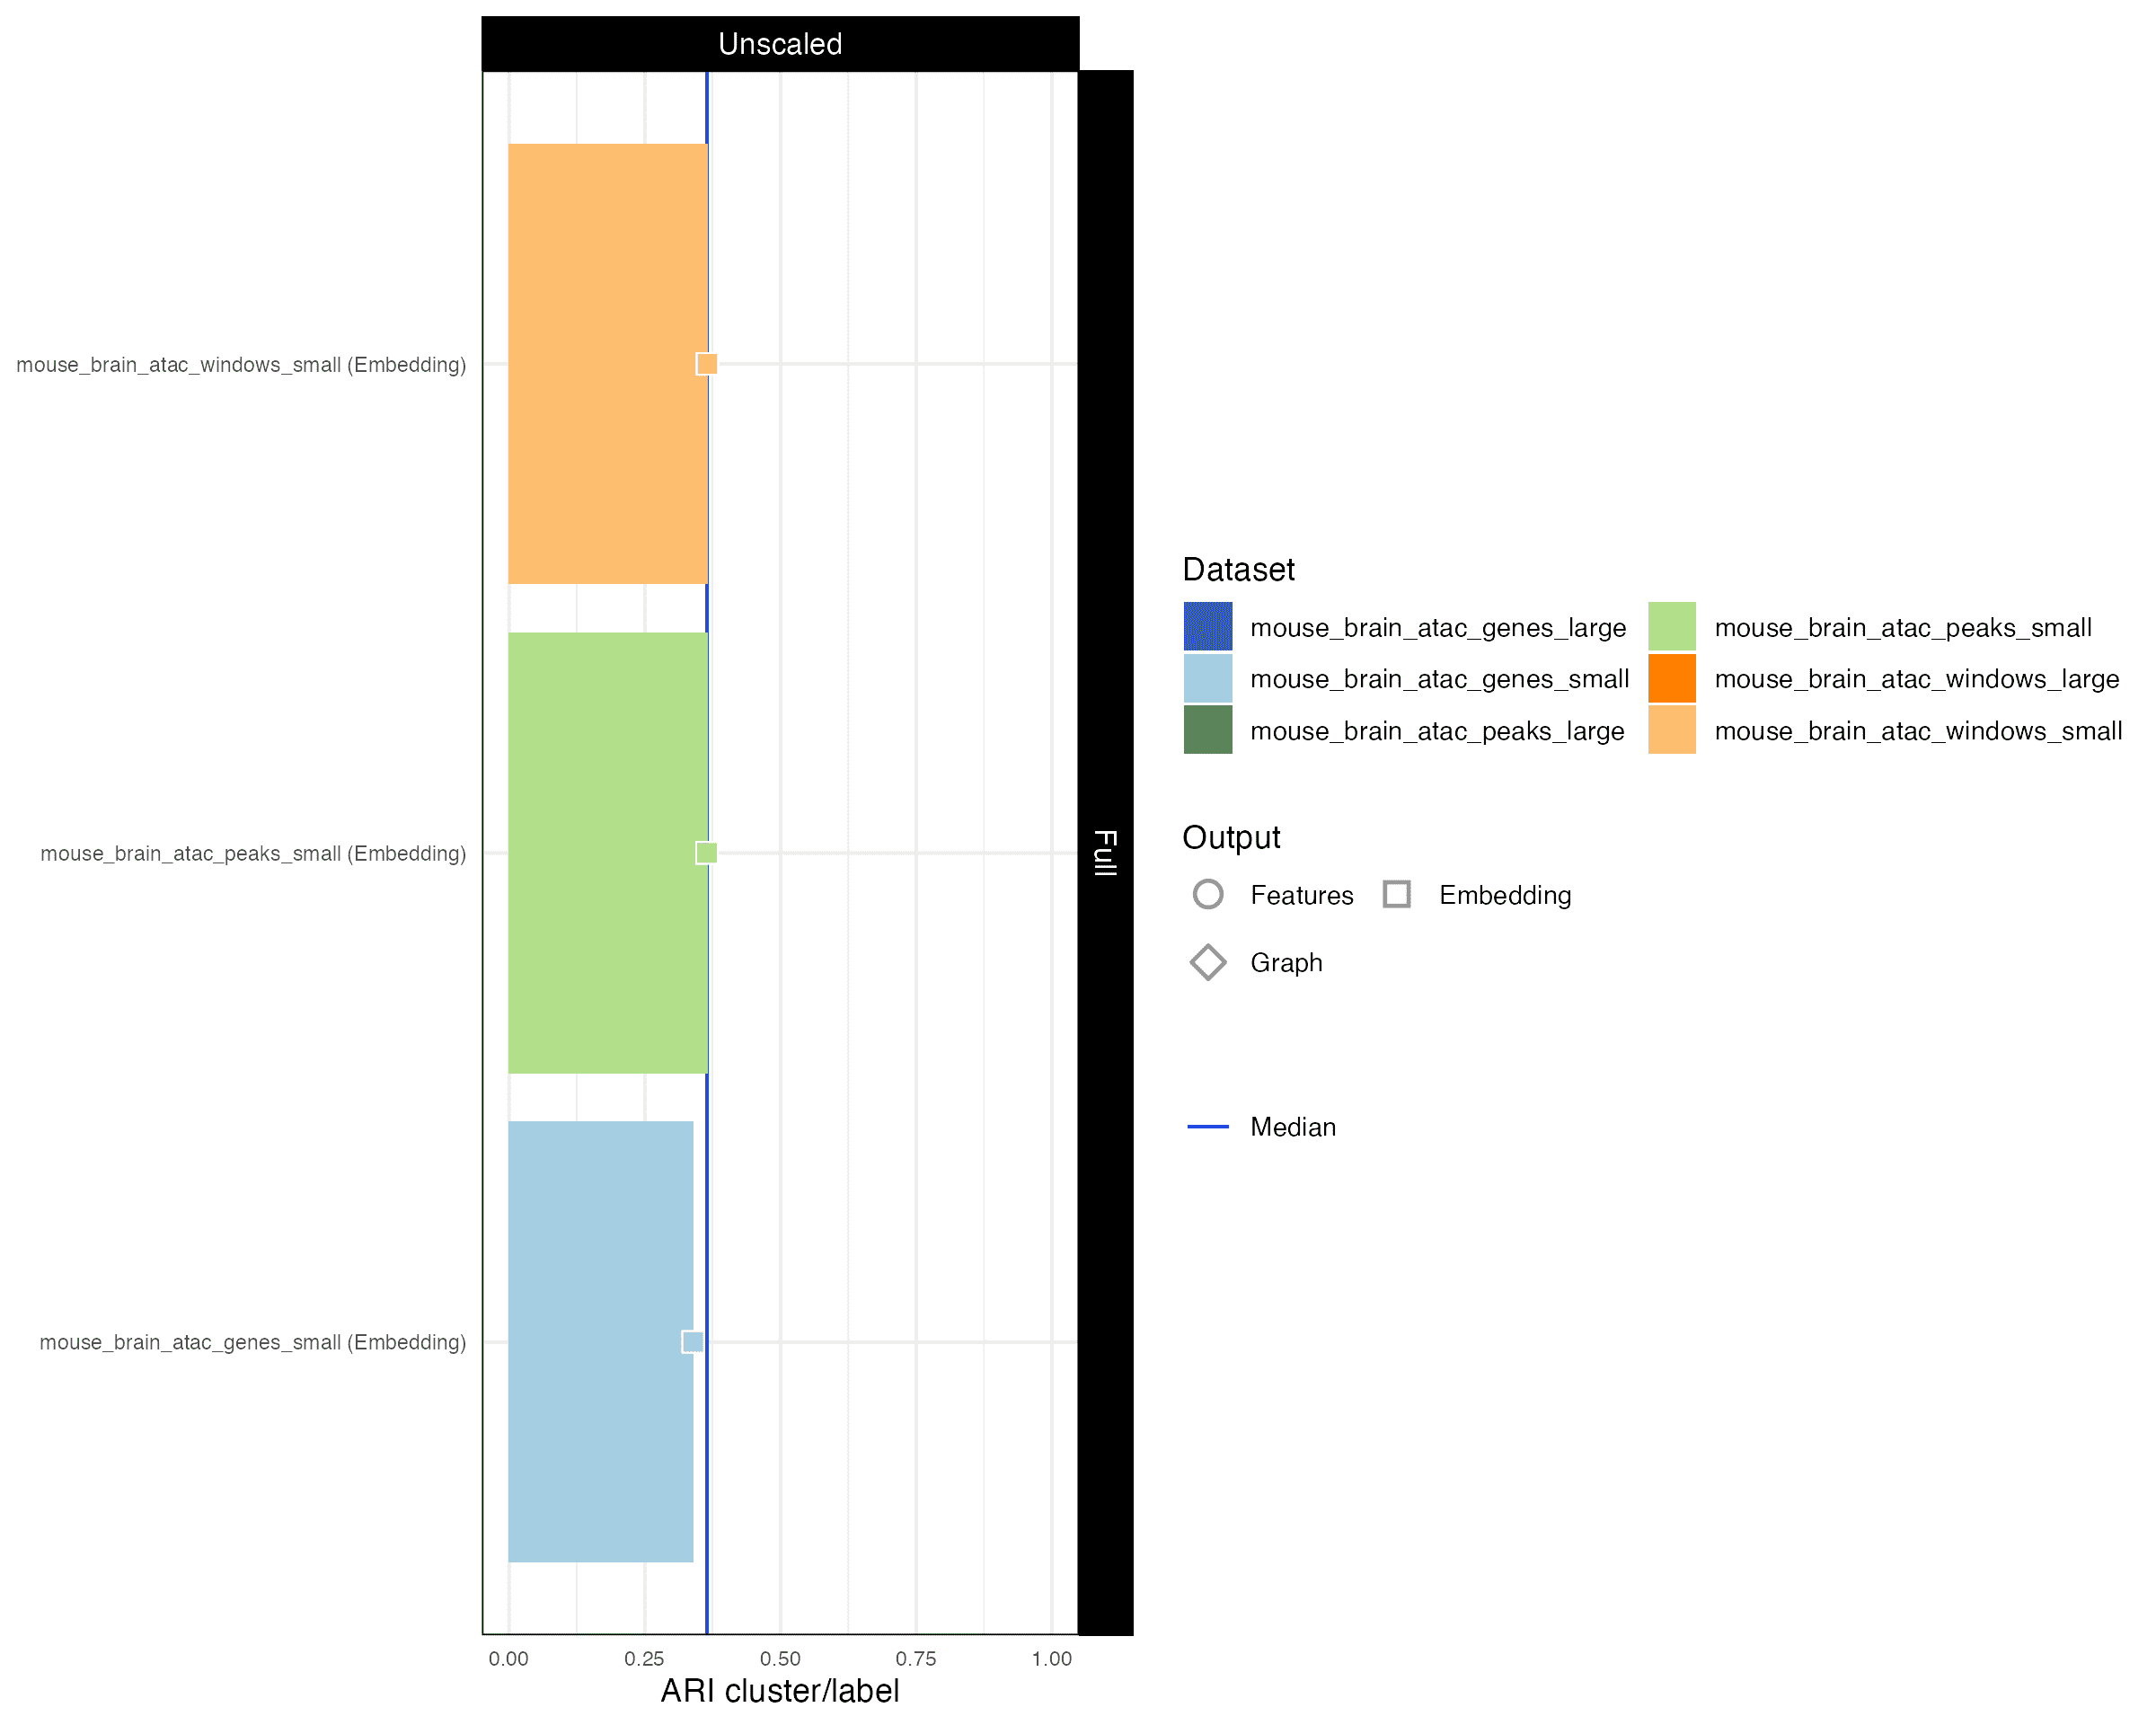 Unscaled
mouse_brain_atac_windows_small (Embedding)
mouse_brain_atac_peaks_small (Embedding)
mouse_brain_atac_genes_small (Embedding)
Full
0.00 0.25 0.50 0.75 1.00
ARI cluster/label
Dataset
mouse_brain_atac_genes_large mouse_brain_atac_peaks_small
mouse_brain_atac_genes_small mouse_brain_atac_windows_large
mouse_brain_atac_peaks_large mouse_brain_atac_windows_small
Output
Features Embedding
Graph
Median